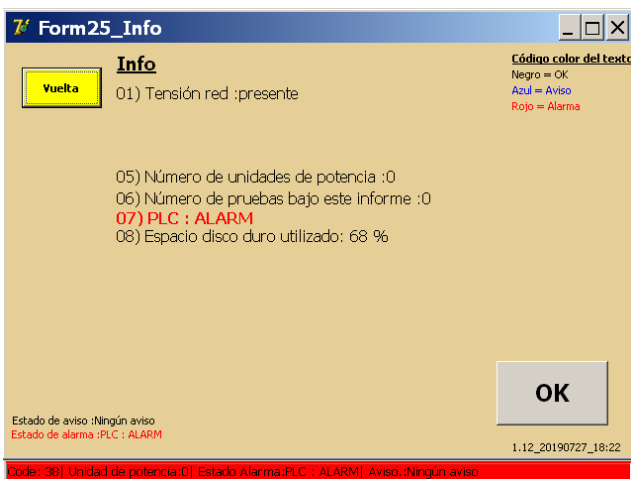 Form25_Info
Info
Vuelta
01) Tensión red :presente
Código color del texto
Negro = OK
Azul = Aviso
Rojo = Alarma
05) Número de unidades de potencia :0
06) Número de pruebas bajo este informe :0
07) PLC : ALARM
08) Espacio disco duro utilizado: 68 %
OK
Estado de aviso :Ningún aviso
Estado de alarma :PLC : ALARM
1.12_20190727_18:22
Code: 38| Unidad de potencia:0| Estado Alarma:PLC : ALARM| Aviso.:Ningún aviso